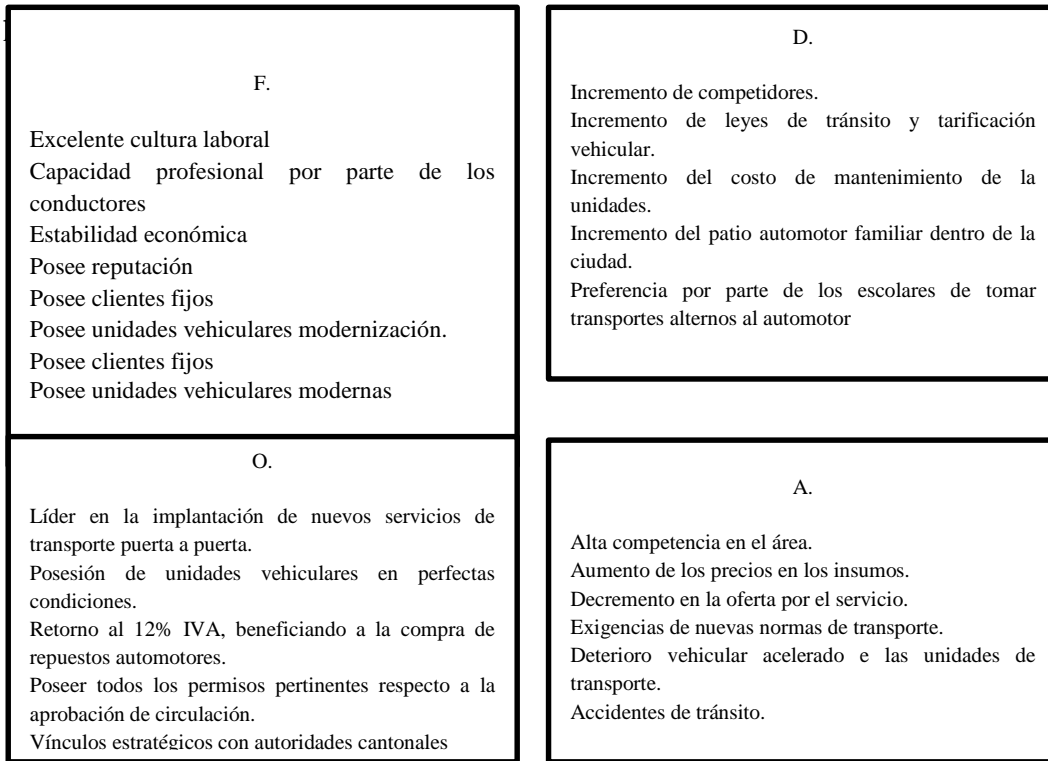 F.
Excelente cultura laboral
Capacidad profesional por parte de los
conductores
Estabilidad económica
Posee reputación
Posee clientes fijos
Posee unidades vehiculares modernización.
Posee clientes fijos
Posee unidades vehiculares modernas
D.
Incremento de competidores.
Incremento de leyes de tránsito y tarificación
vehicular.
Incremento del costo de mantenimiento de la
unidades.
Incremento del patio automotor familiar dentro de la
ciudad.
Preferencia por parte de los escolares de tomar
transportes alternos al automotor
O.
Líder en la implantación de nuevos servicios de
transporte puerta a puerta.
Posesión de unidades vehiculares en perfectas
condiciones.
Retorno al 12% IVA, beneficiando a la compra de
repuestos automotores.
Poseer todos los permisos pertinentes respecto a la
aprobación de circulación.
Vínculos estratégicos con autoridades cantonales
A.
Alta competencia en el área.
Aumento de los precios en los insumos.
Decremento en la oferta por el servicio.
Exigencias de nuevas normas de transporte.
Deterioro vehicular acelerado e las unidades de
transporte.
Accidentes de tránsito.